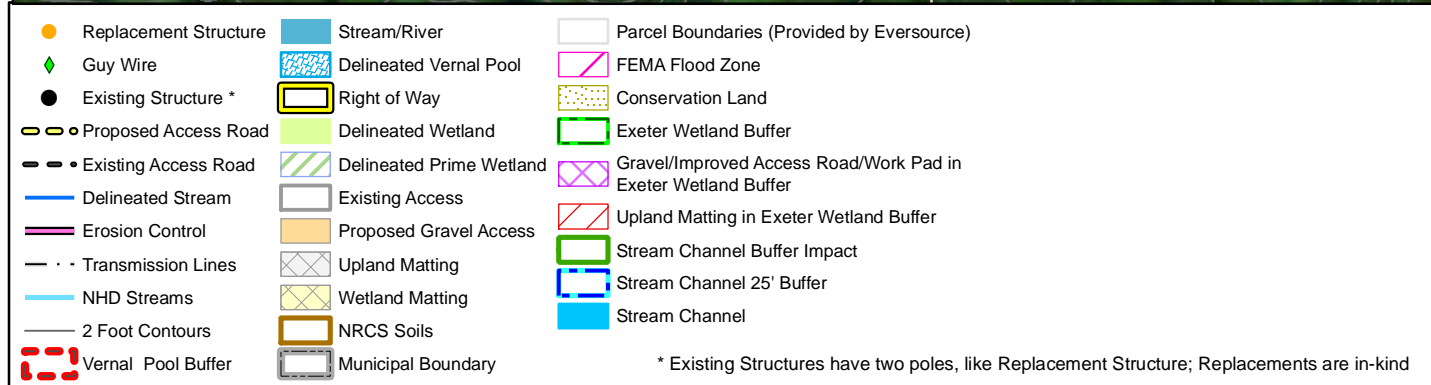 Replacement Structure
Guy Wire
Existing Structure *
Proposed Access Road
Existing Access Road
Delineated Stream
Erosion Control
Transmission Lines
NHD Streams
2 Foot Contours
Vernal Pool Buffer
Stream/River
Delineated Vernal Pool
Right of Way
Delineated Wetland
Delineated Prime Wetland
Existing Access
Proposed Gravel Access
Upland Matting
Wetland Matting
NRCS Soils
Municipal Boundary
Parcel Boundaries (Provided by Eversource)
FEMA Flood Zone
Conservation Land
Exeter Wetland Buffer
Gravel/Improved Access Road/Work Pad in
Exeter Wetland Buffer
Upland Matting in Exeter Wetland Buffer
Stream Channel Buffer Impact
Stream Channel 25' Buffer
Stream Channel
* Existing Structures have two poles, like Replacement Structure; Replacements are in-kind